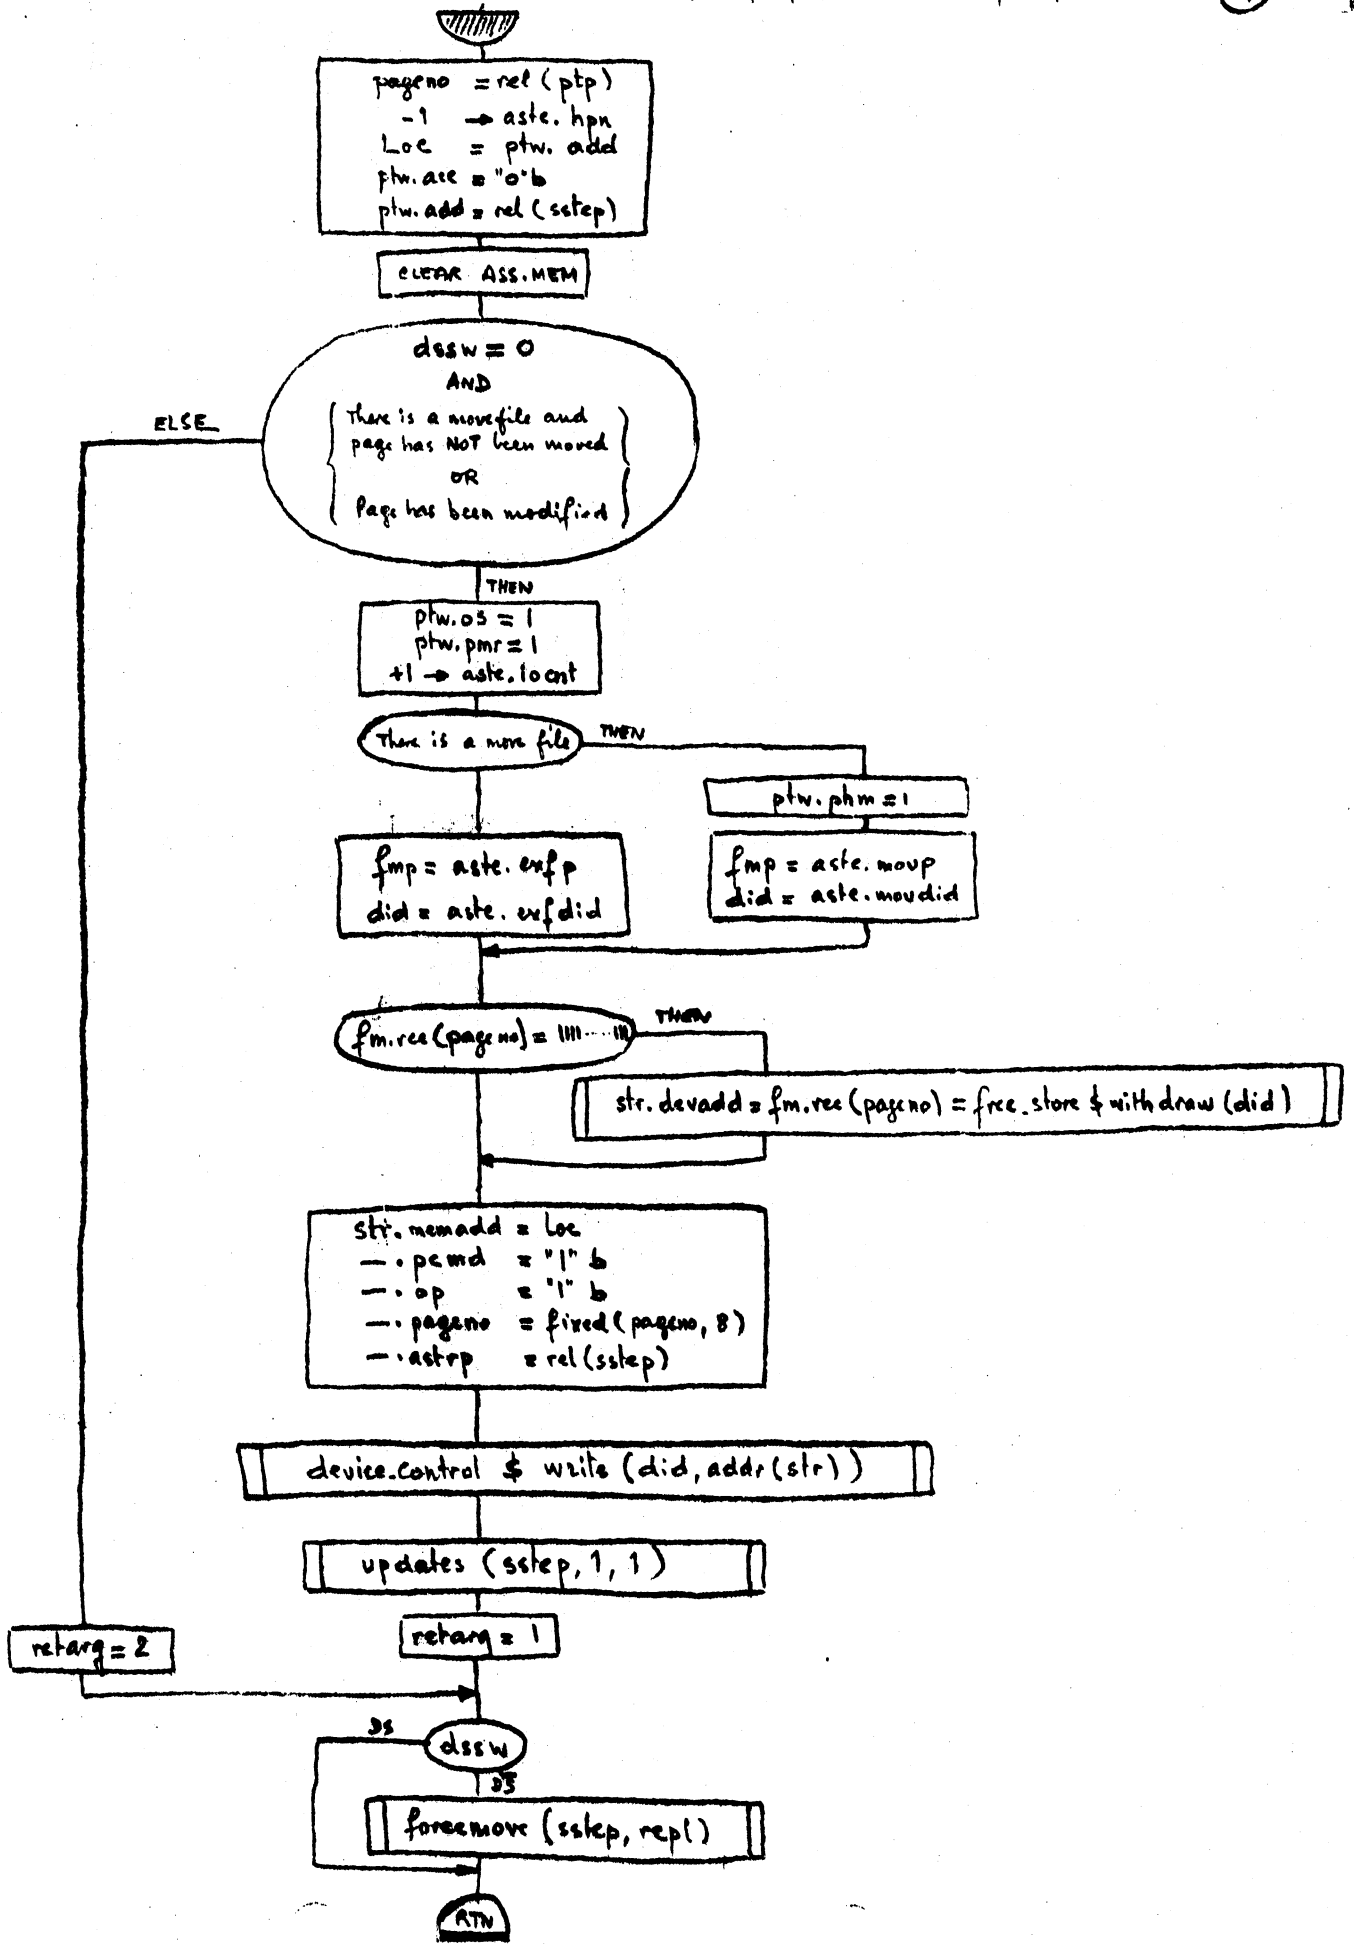 pageno = rel (ptp)
-1 → aste.hpn
Loc = ptw.add
ptw.acc = "0"b
ptw.add = rel (sstep)
CLEAR ASS.MEM
dssw = 0
AND
There is a movefile and
page has NOT been moved
OR
Page has been modified
ELSE
THEN
ptw.os = 1
ptw.pmr = 1
+1 → aste.iocnt
There is a move file
THEN
ptw.phm = 1
fmp = aste.exfp
did = aste.exfdid
fmp = aste.movp
did = aste.movdid
fm.rec (pageno) = 1111....111
THEN
str.devadd = fm.rec (pageno) = free_store $ withdraw (did)
str.memadd = Loc
—.pcmd = "1" b
—.op = "1" b
—.pageno = fixed (pageno, 8)
—.astrp = rel (sstep)
device.control $ write (did, addr (str) )
updates (sstep, 1, 1 )
retarg = 2
retarg = 1
DS
dssw
D̅S̅
forcemove (sstep, repl)
RTN